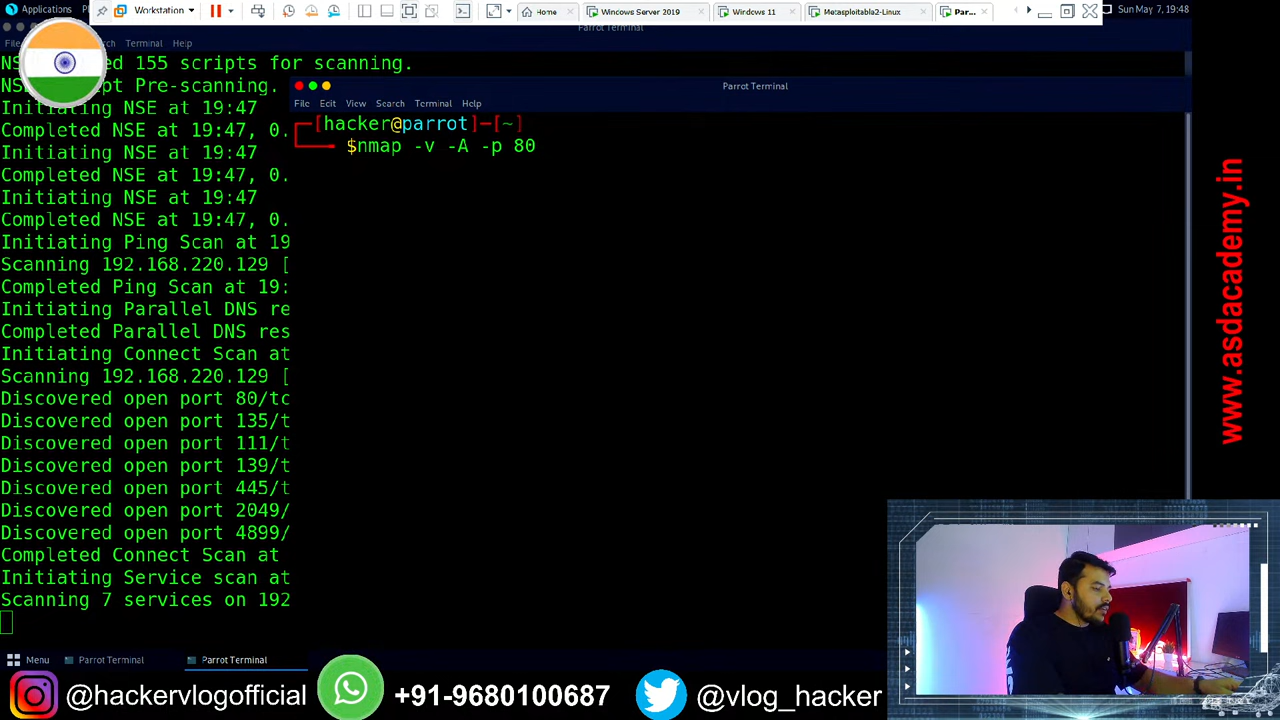 Applications
Workstation
Home
Windows Server 2019
Windows 11
Metasploitable2-Linux
Par...
Sun May 7, 19:48
Parrot Terminal
Terminal Help
155 scripts for scanning.
Pre-scanning.
Initiating NSE at 19:47
Completed NSE at 19:47, 0.
Initiating NSE at 19:47
Completed NSE at 19:47, 0.
Initiating NSE at 19:47
Completed NSE at 19:47, 0.
Initiating Ping Scan at 19
Scanning 192.168.220.129 [
Completed Ping Scan at 19:
Initiating Parallel DNS re
Completed Parallel DNS res
Initiating Connect Scan at
Scanning 192.168.220.129 [
Discovered open port 80/tc
Discovered open port 135/t
Discovered open port 111/t
Discovered open port 139/t
Discovered open port 445/t
Discovered open port 2049/
Discovered open port 4899/
Completed Connect Scan at
Initiating Service scan at
Scanning 7 services on 192
Parrot Terminal
File Edit View Search Terminal Help
[hacker@parrot]-[~]
$nmap -v -A -p 80
www.asdacademy.in
Menu
Parrot Terminal
Parrot Terminal
@hackervlogofficial
+91-9680100687
@vlog_hacker